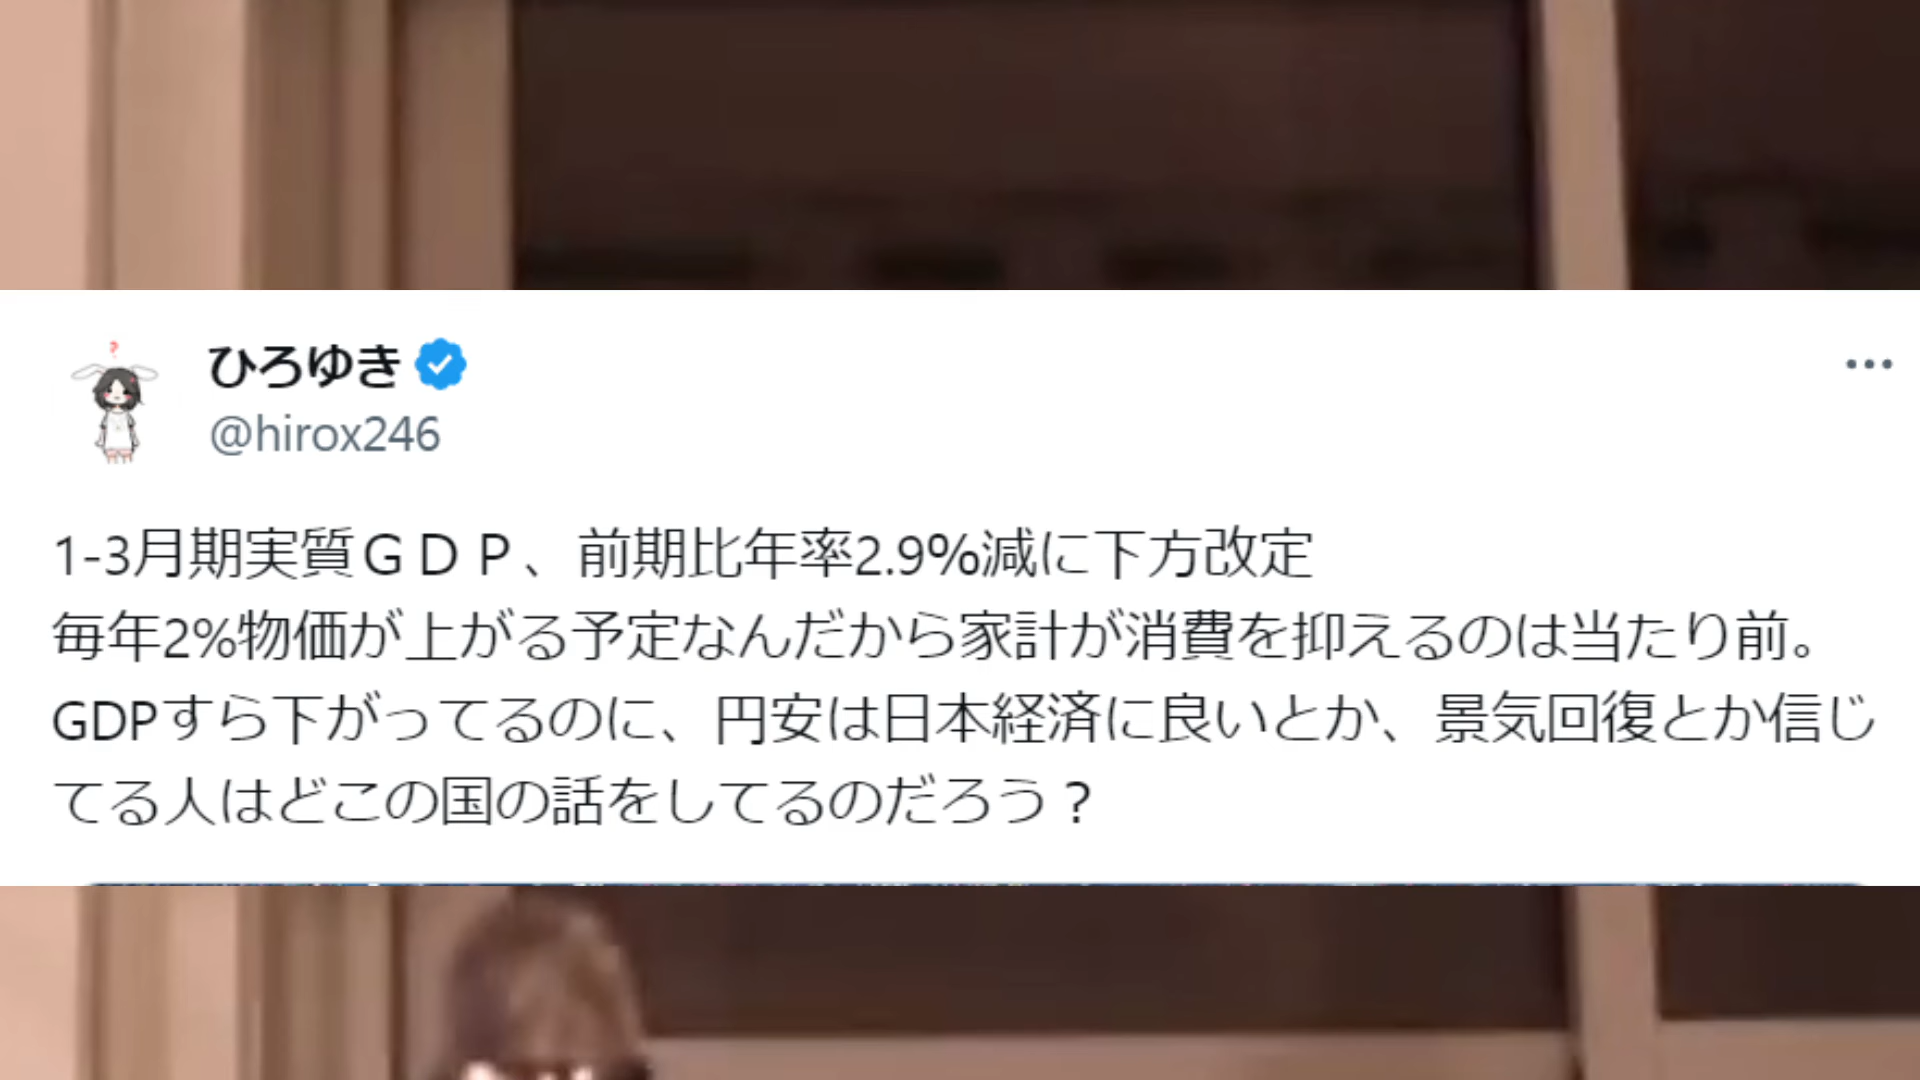 ひろゆき
@hirox246
1-3月期実質ＧＤＰ、前期比年率2.9%減に下方改定
毎年2%物価が上がる予定なんだから家計が消費を抑えるのは当たり前。
GDPすら下がってるのに、円安は日本経済に良いとか、景気回復とか信じ
てる人はどこの国の話をしてるのだろう？